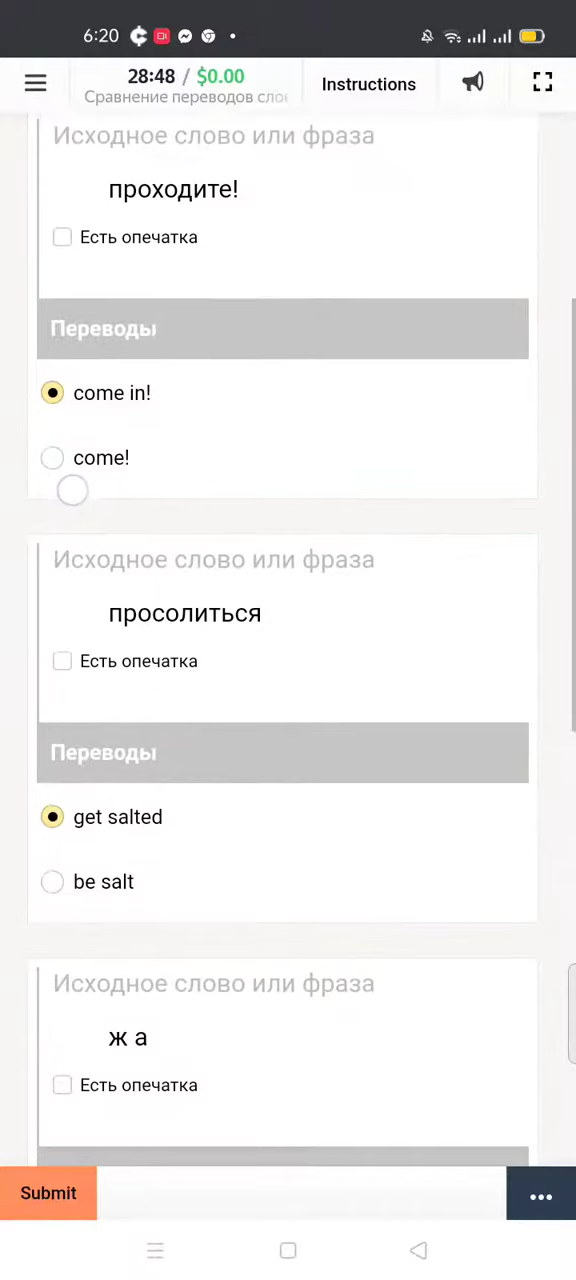 6:20
28:48 / $0.00
Сравнение переводов сло
Instructions
Исходное слово или фраза
проходите!
Есть опечатка
Переводы
come in!
come!
Исходное слово или фраза
просолиться
Есть опечатка
Переводы
get salted
be salt
Исходное слово или фраза
ж а
Есть опечатка
Submit